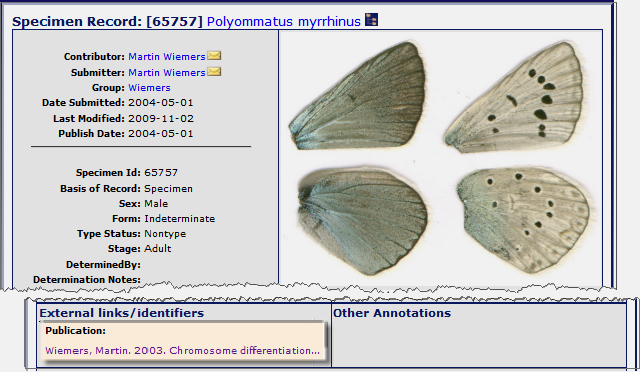 Specimen Record: [65757] Polyommatus myrrhinus
Contributor: Martin Wiemers
Submitter: Martin Wiemers
Group: Wiemers
Date Submitted: 2004-05-01
Last Modified: 2009-11-02
Publish Date: 2004-05-01
Specimen Id: 65757
Basis of Record: Specimen
Sex: Male
Form: Indeterminate
Type Status: Nontype
Stage: Adult
DeterminedBy:
Determination Notes:
External links/identifiers
Publication:
Wiemers, Martin. 2003. Chromosome differentiation...
Other Annotations